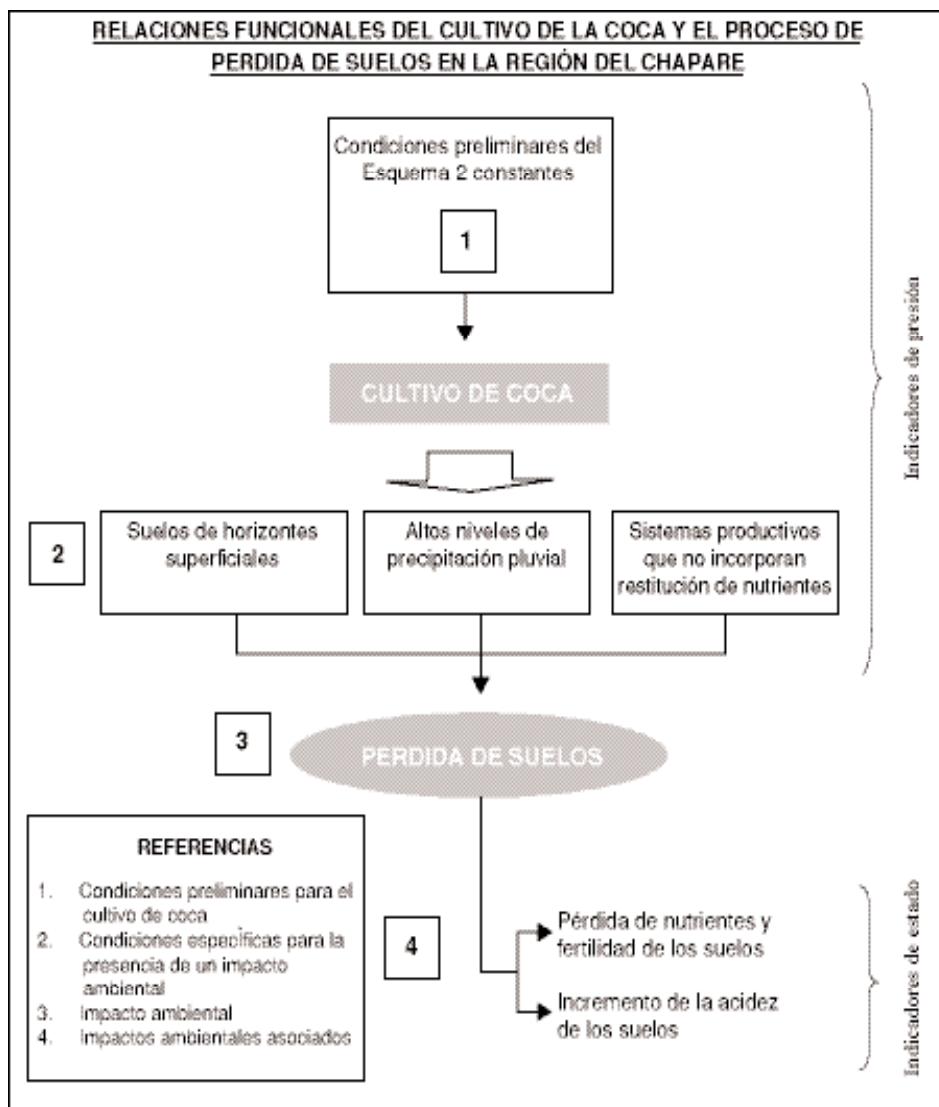 RELACIONES FUNCIONALES DEL CULTIVO DE LA COCA Y EL PROCESO DE
PERDIDA DE SUELOS EN LA REGIÓN DEL CHAPARE
Condiciones preliminares del
Esquema 2 constantes
1
CULTIVO DE COCA
Indicadores de presión
2
Suelos de horizontes
superficiales
Altos niveles de
precipitación pluvial
Sistemas productivos
que no incorporan
restitución de nutrientes
3
PERDIDA DE SUELOS
REFERENCIAS
1. Condiciones preliminares para el
cultivo de coca
2. Condiciones específicas para la
presencia de un impacto
ambiental
3. Impacto ambiental
4. Impactos ambientales asociados
4
Pérdida de nutrientes y
fertilidad de los suelos
Incremento de la acidez
de los suelos
Indicadores de estado